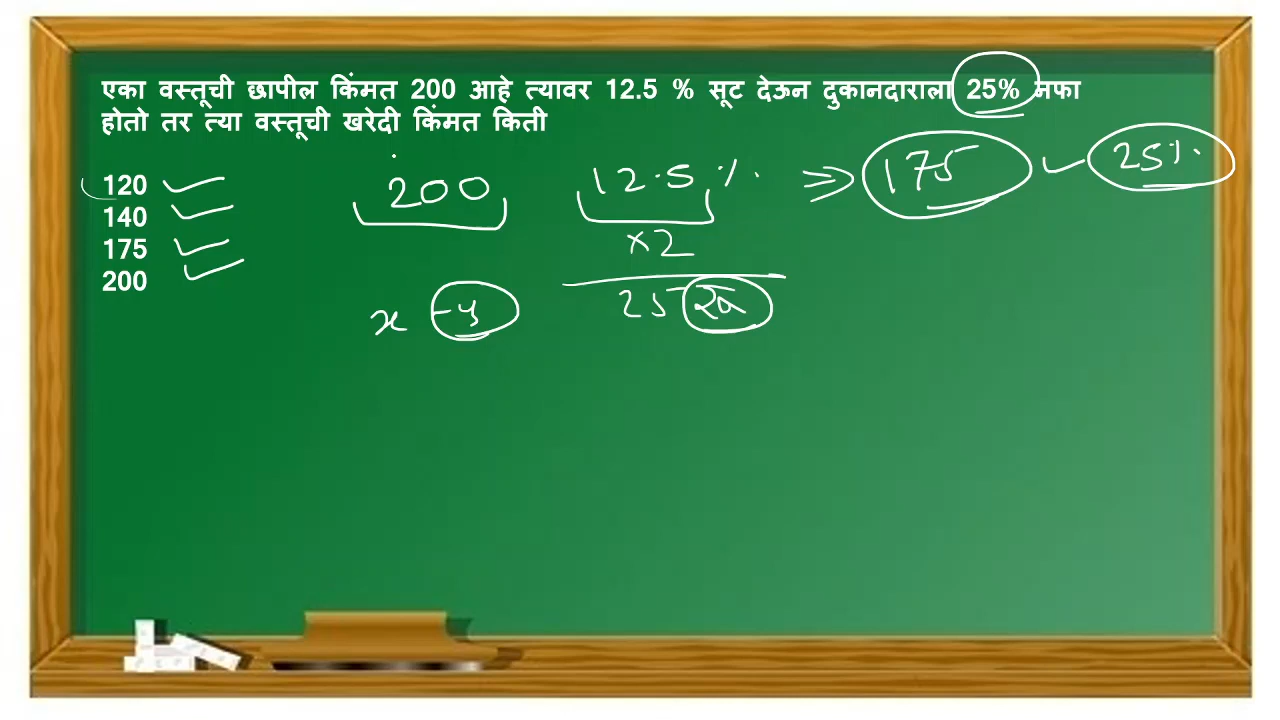 एका वस्तूची छापील किंमत 200 आहे त्यावर 12.5 % सूट देऊन दुकानदाराला 25% नफा
होतो तर त्या वस्तूची खरेदी किंमत किती
120
140
175
200
200 12.5 % ⇒ 175 25%
×2
25 रु
x